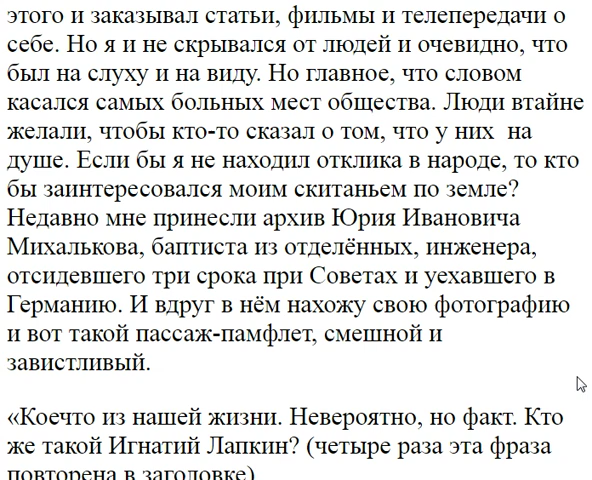 этого и заказывал статьи, фильмы и телепередачи о
себе. Но я и не скрывался от людей и очевидно, что
был на слуху и на виду. Но главное, что словом
касался самых больных мест общества. Люди втайне
желали, чтобы кто-то сказал о том, что у них  на
душе. Если бы я не находил отклика в народе, то кто
бы заинтересовался моим скитаньем по земле?
Недавно мне принесли архив Юрия Ивановича
Михалькова, баптиста из отделённых, инженера,
отсидевшего три срока при Советах и уехавшего в
Германию. И вдруг в нём нахожу свою фотографию
и вот такой пассаж-памфлет, смешной и
завистливый.
«Коечто из нашей жизни. Невероятно, но факт. Кто
же такой Игнатий Лапкин? (четыре раза эта фраза
повторена в заголовке)